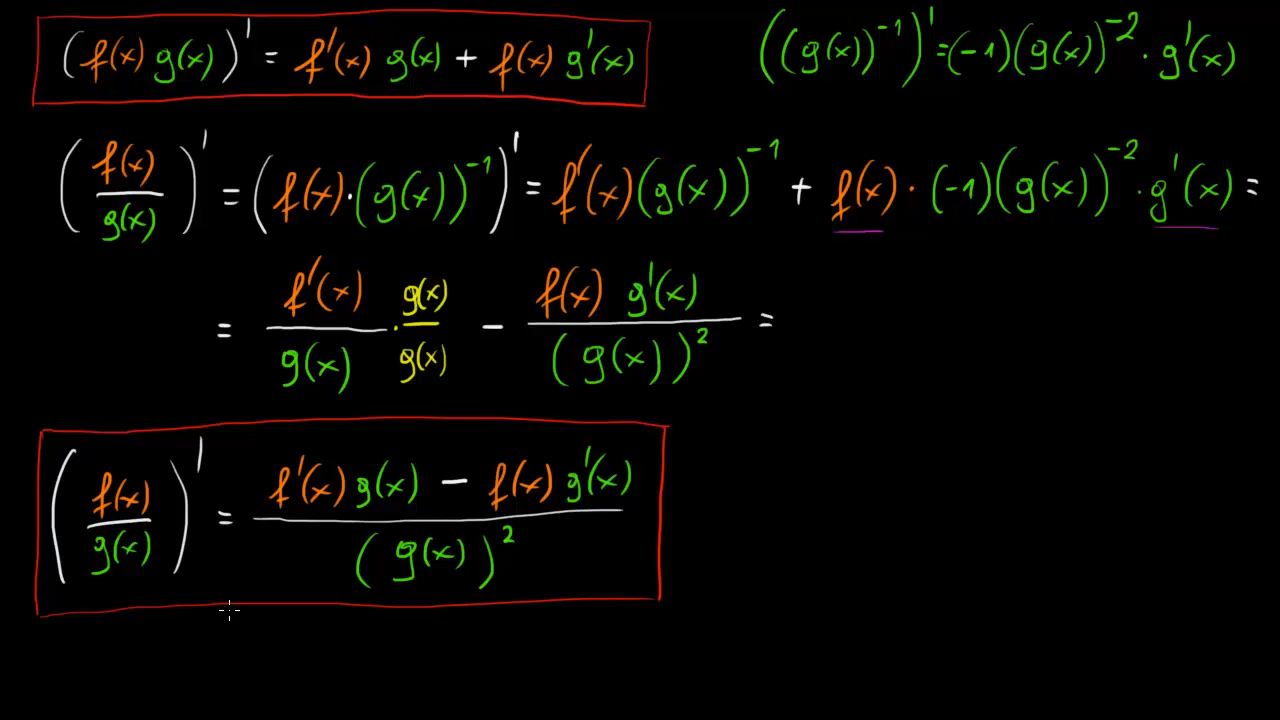 (f(x) g(x))' = f'(x) g(x) + f(x) g'(x)
((g(x))⁻¹)' = (-1)(g(x))⁻² · g'(x)
(f(x)/g(x))' = (f(x)·(g(x))⁻¹)' = f'(x)(g(x))⁻¹ + f(x)·(-1)(g(x))⁻² · g'(x) =
= f'(x)/g(x) · g(x)/g(x) - f(x) g'(x)/(g(x))² =
(f(x)/g(x))' = (f'(x) g(x) - f(x) g'(x))/(g(x))²